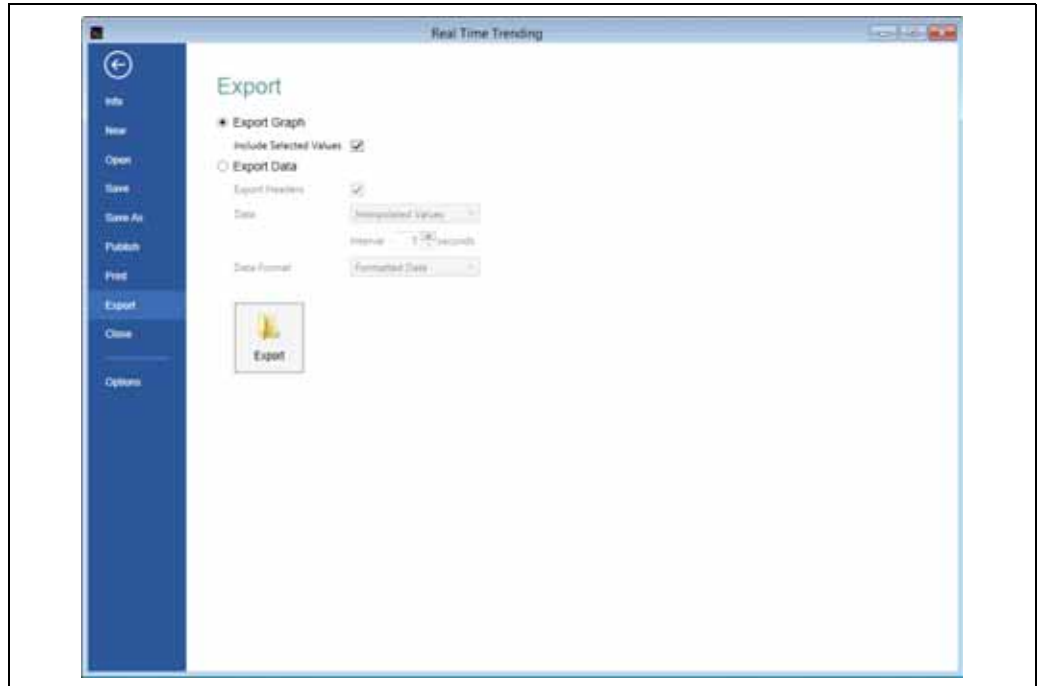 Real Time Trending
Export
Info
New
Open
Save
Save As
Publish
Print
Export
Close
Options
Export Graph
Include Selected Values
Export Data
Export Headers
Data
Interpolated Values
Interval
seconds
Data Format
Formatted Data
Export